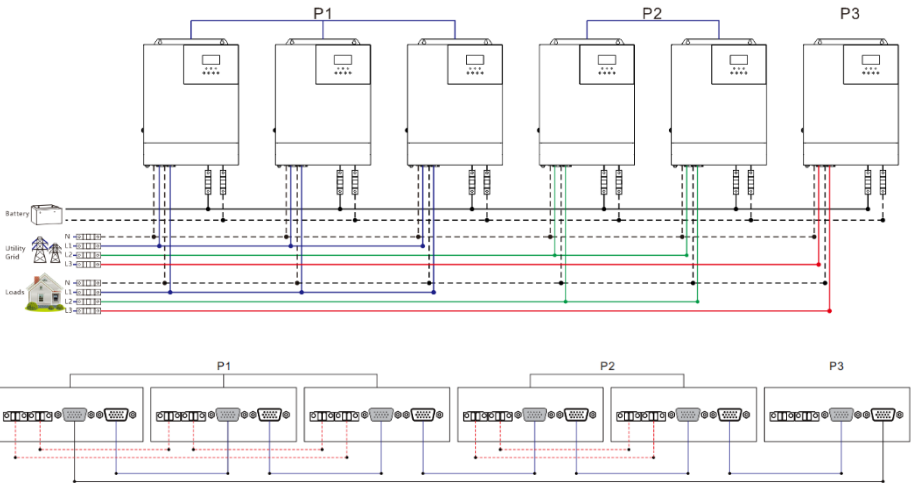 P1 P2 P3
Battery
Utility
Grid
N
L1
L2
L3
Loads
N
L1
L2
L3
P1 P2 P3